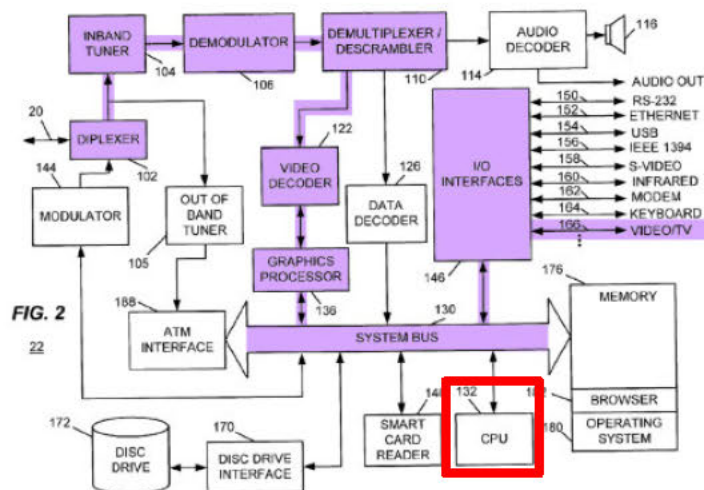 INBAND
TUNER
104
DEMODULATOR
106
DEMULTIPLEXER /
DESCRAMBLER
110
AUDIO
DECODER
114
116
AUDIO OUT
20
DIPLEXER
102
144
MODULATOR
OUT OF
BAND
TUNER
105
122
VIDEO
DECODER
126
DATA
DECODER
GRAPHICS
PROCESSOR
136
I/O
INTERFACES
146
150 RS-232
152 ETHERNET
154 USB
156 IEEE 1394
158 S-VIDEO
160 INFRARED
162 MODEM
164 KEYBOARD
166 VIDEO/TV
FIG. 2
22
188
ATM
INTERFACE
130
SYSTEM BUS
176
MEMORY
BROWSER
180
OPERATING
SYSTEM
172
DISC
DRIVE
170
DISC DRIVE
INTERFACE
SMART
CARD
READER
132
CPU